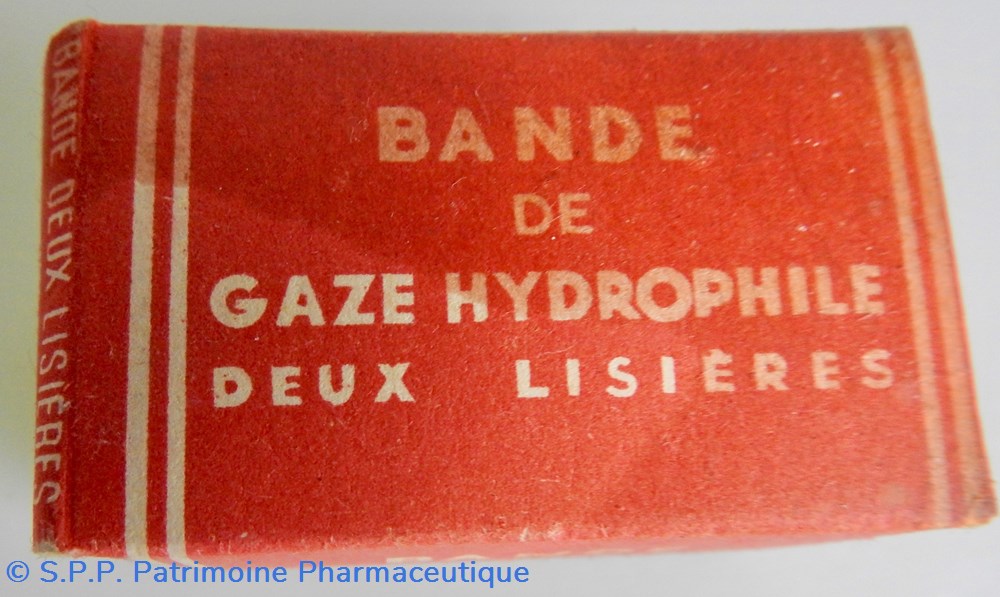 BANDE
DE
GAZE HYDROPHILE
DEUX LISIÈRES
BANDE DEUX LISIÈRES
© S.P.P. Patrimoine Pharmaceutique